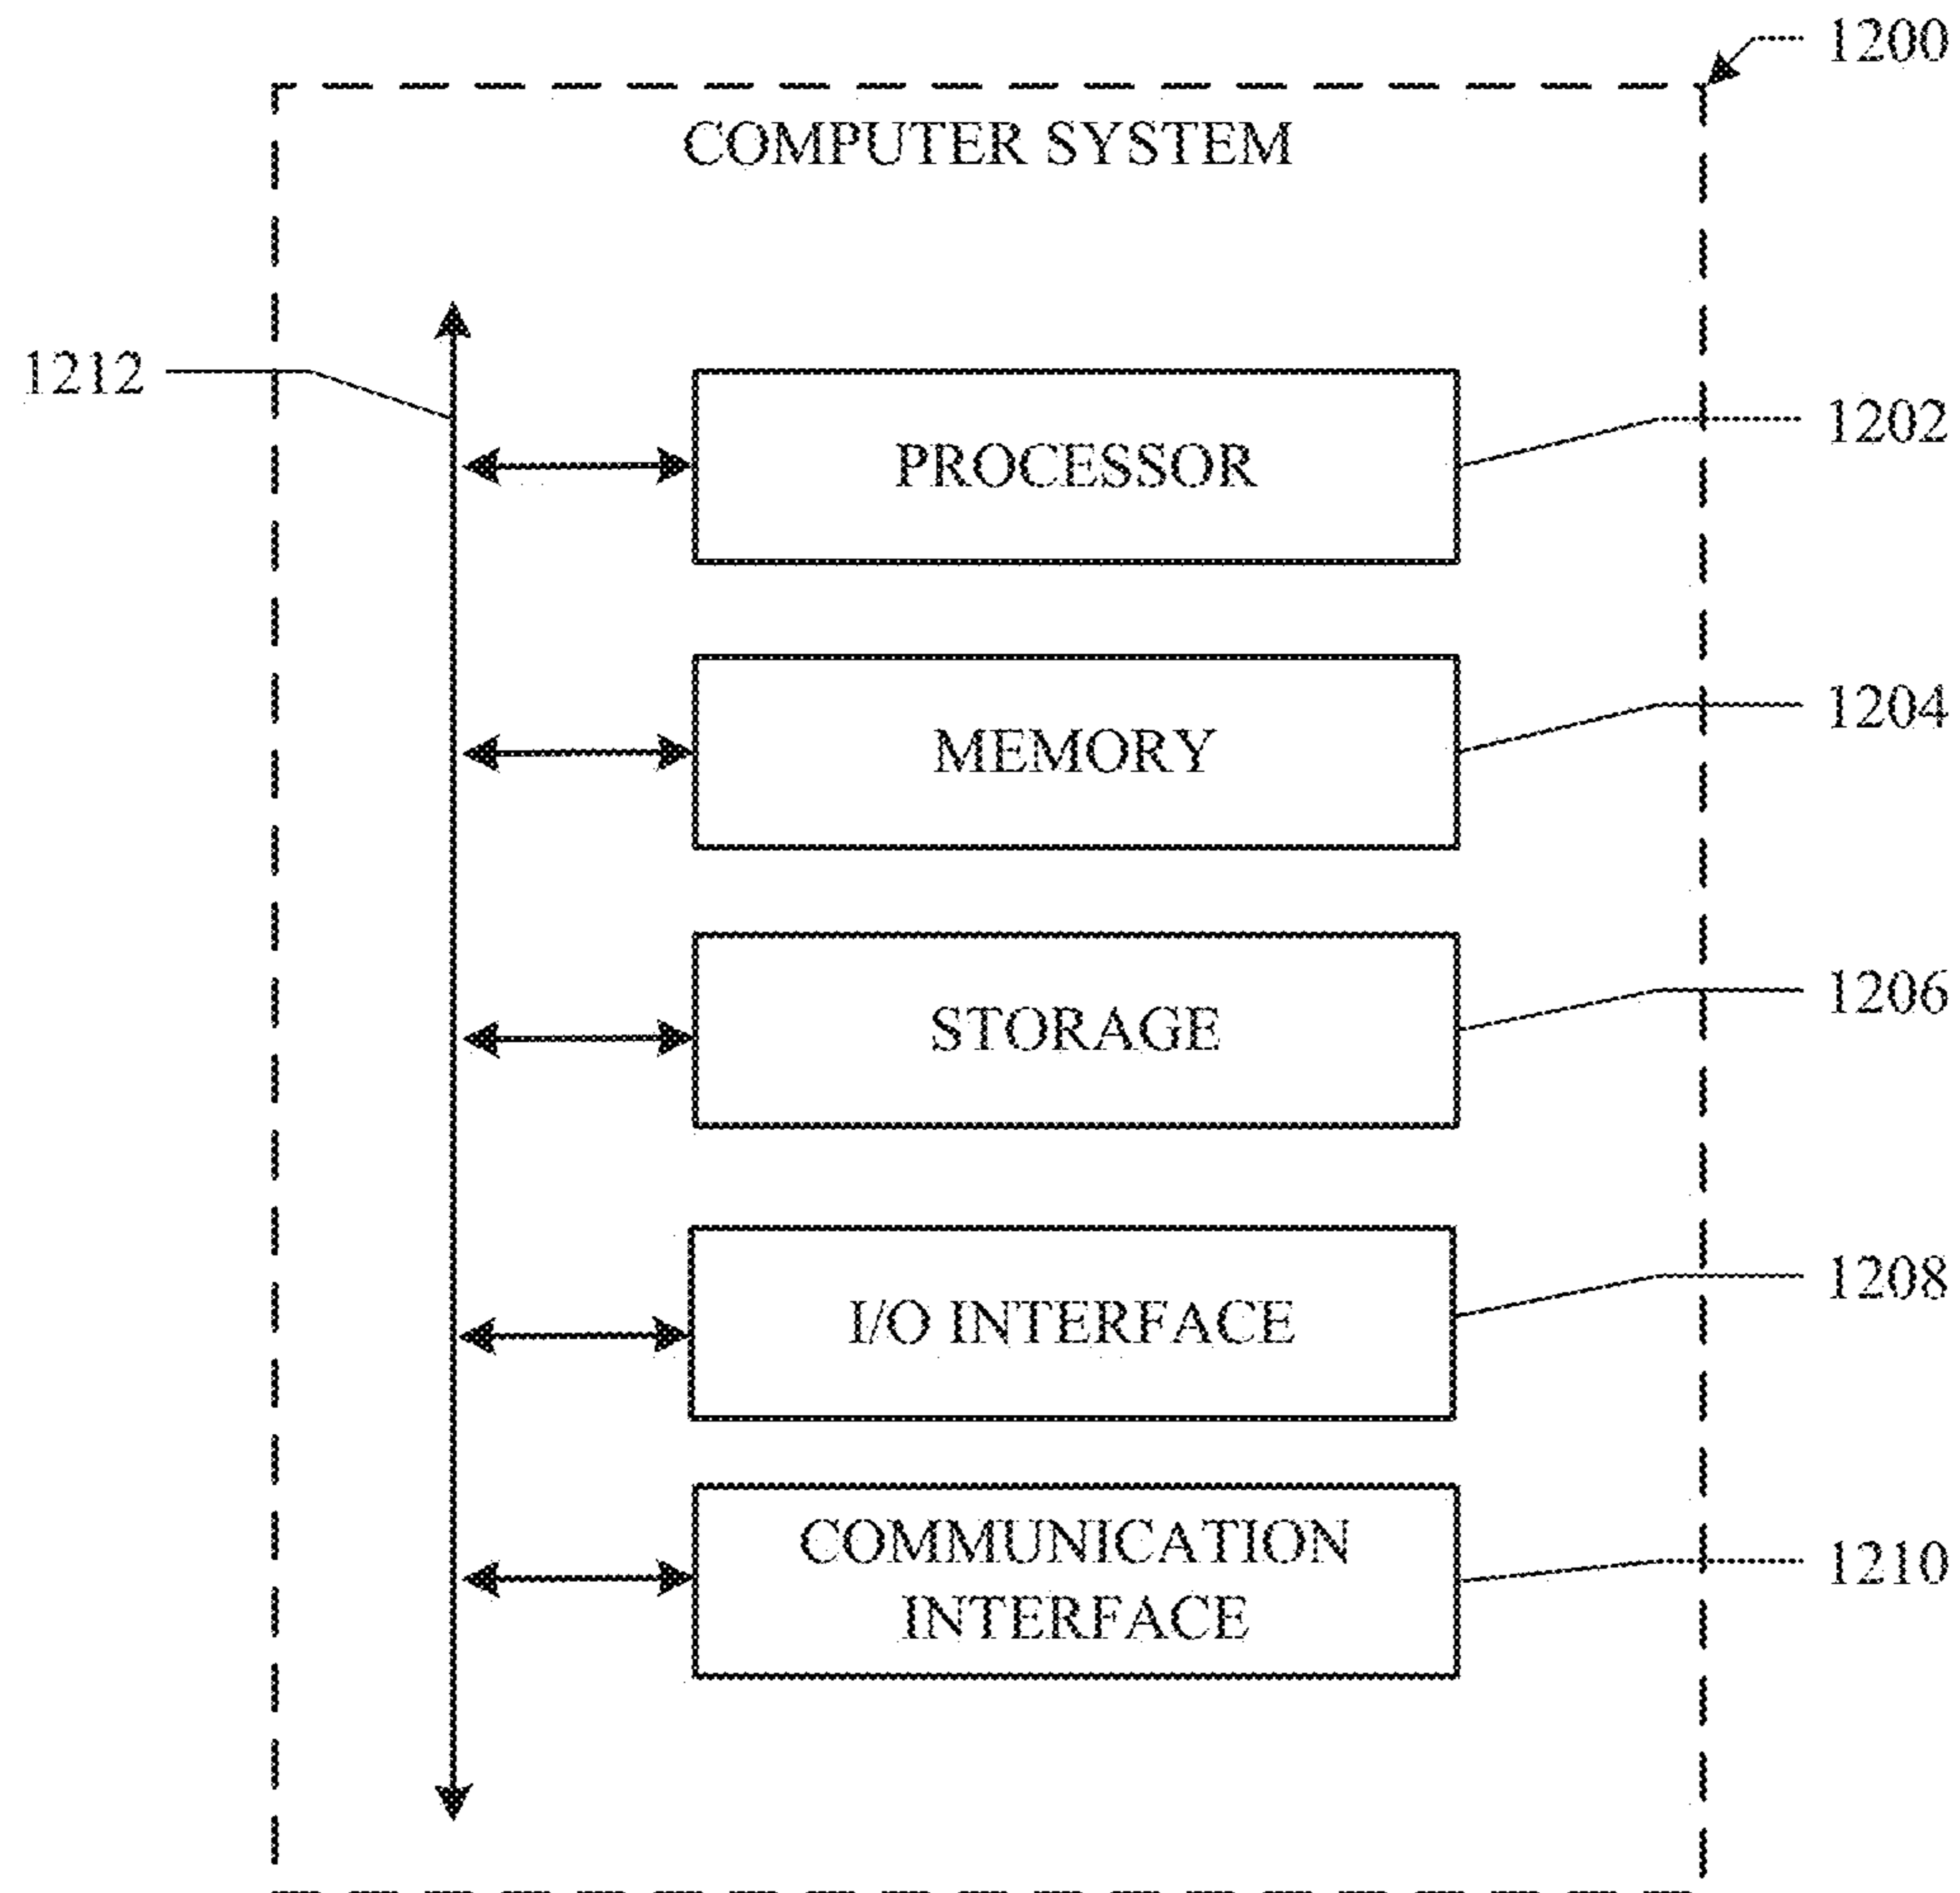 1200
COMPUTER SYSTEM
1212
PROCESSOR
1202
MEMORY
1204
STORAGE
1206
I/O INTERFACE
1208
COMMUNICATION
INTERFACE
1210